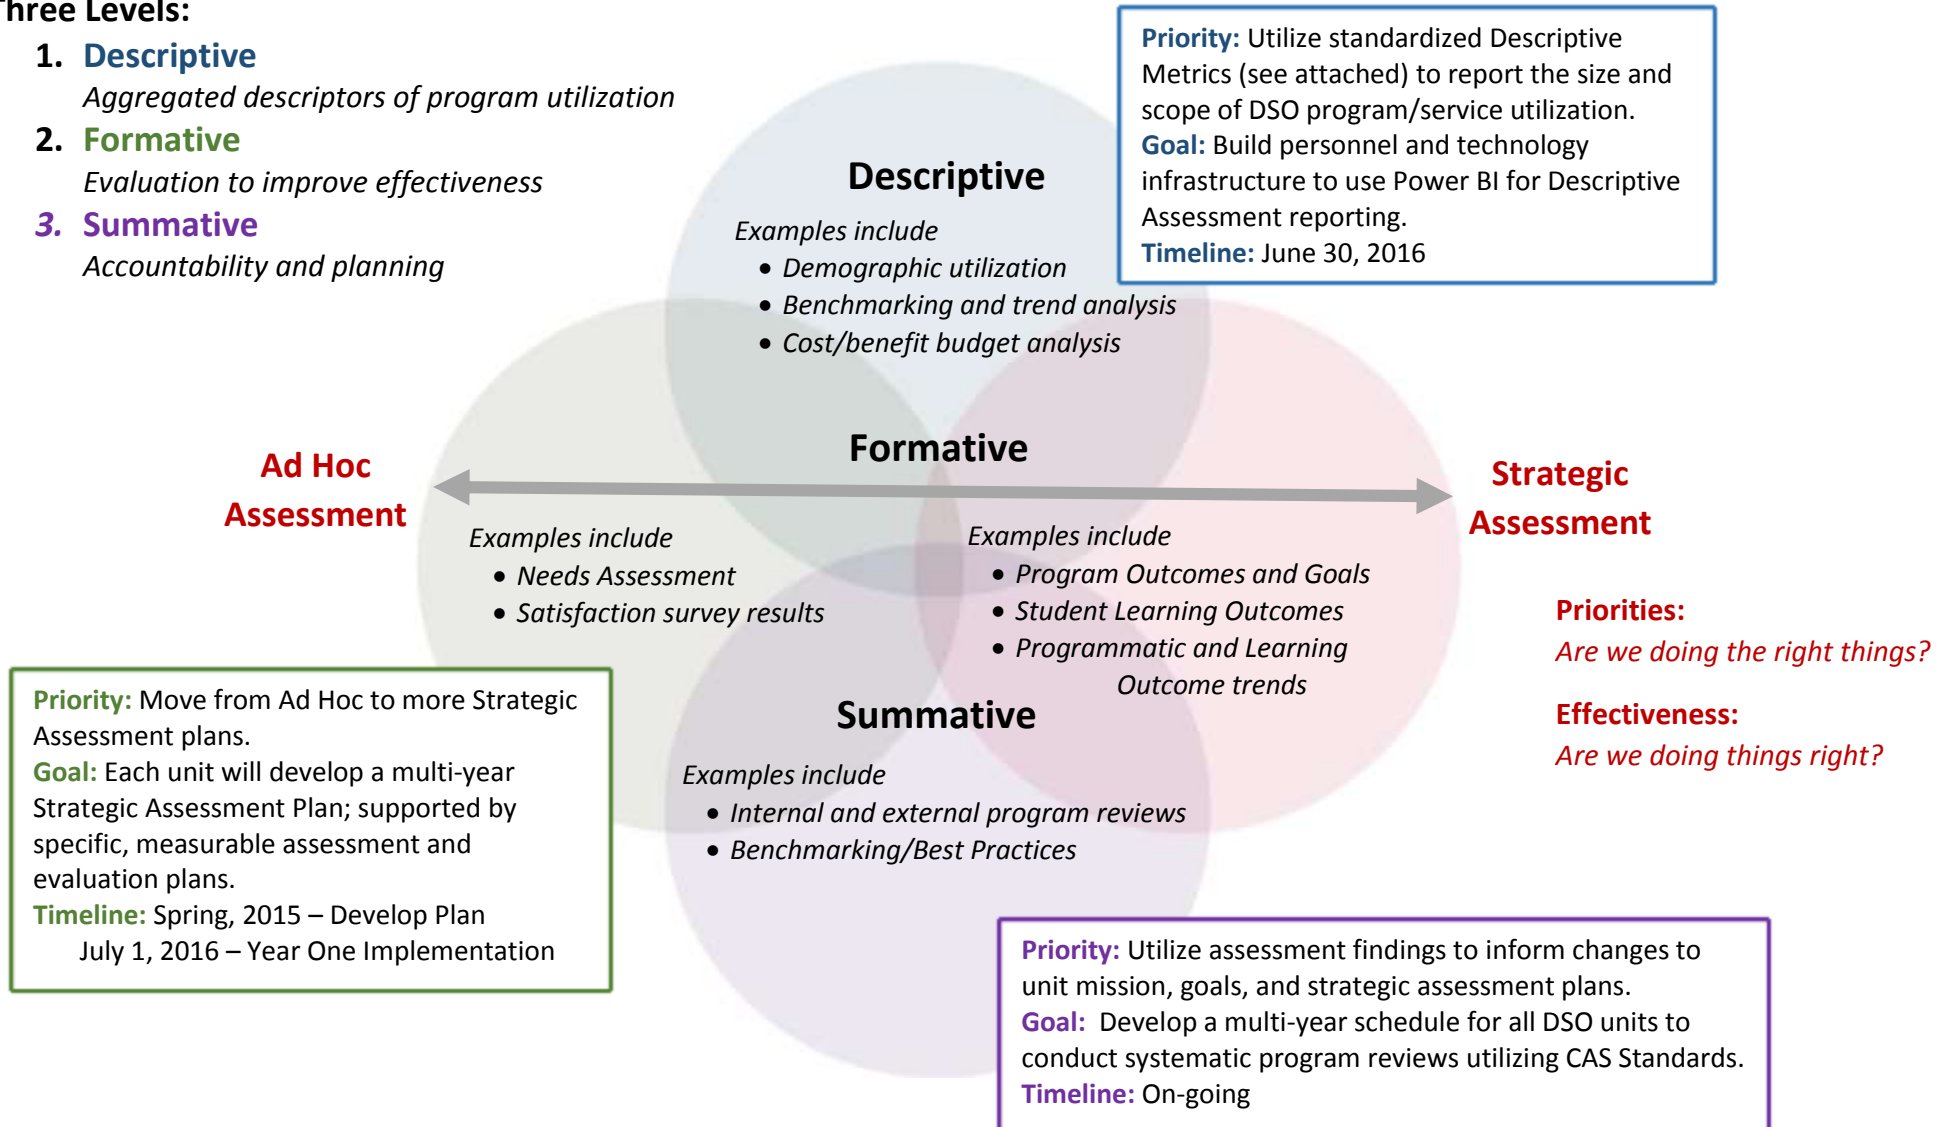 Three Levels:
1. Descriptive
Aggregated descriptors of program utilization
2. Formative
Evaluation to improve effectiveness
3. Summative
Accountability and planning
Priority: Utilize standardized Descriptive
Metrics (see attached) to report the size and
scope of DSO program/service utilization.
Goal: Build personnel and technology
infrastructure to use Power BI for Descriptive
Assessment reporting.
Timeline: June 30, 2016
Descriptive
Examples include
• Demographic utilization
• Benchmarking and trend analysis
• Cost/benefit budget analysis
Formative
Ad Hoc
Assessment
Strategic
Assessment
Examples include
• Needs Assessment
• Satisfaction survey results
Examples include
• Program Outcomes and Goals
• Student Learning Outcomes
• Programmatic and Learning
Outcome trends
Priorities:
Are we doing the right things?
Effectiveness:
Are we doing things right?
Priority: Move from Ad Hoc to more Strategic
Assessment plans.
Goal: Each unit will develop a multi-year
Strategic Assessment Plan; supported by
specific, measurable assessment and
evaluation plans.
Timeline: Spring, 2015 – Develop Plan
July 1, 2016 – Year One Implementation
Summative
Examples include
• Internal and external program reviews
• Benchmarking/Best Practices
Priority: Utilize assessment findings to inform changes to
unit mission, goals, and strategic assessment plans.
Goal:  Develop a multi-year schedule for all DSO units to
conduct systematic program reviews utilizing CAS Standards.
Timeline: On-going